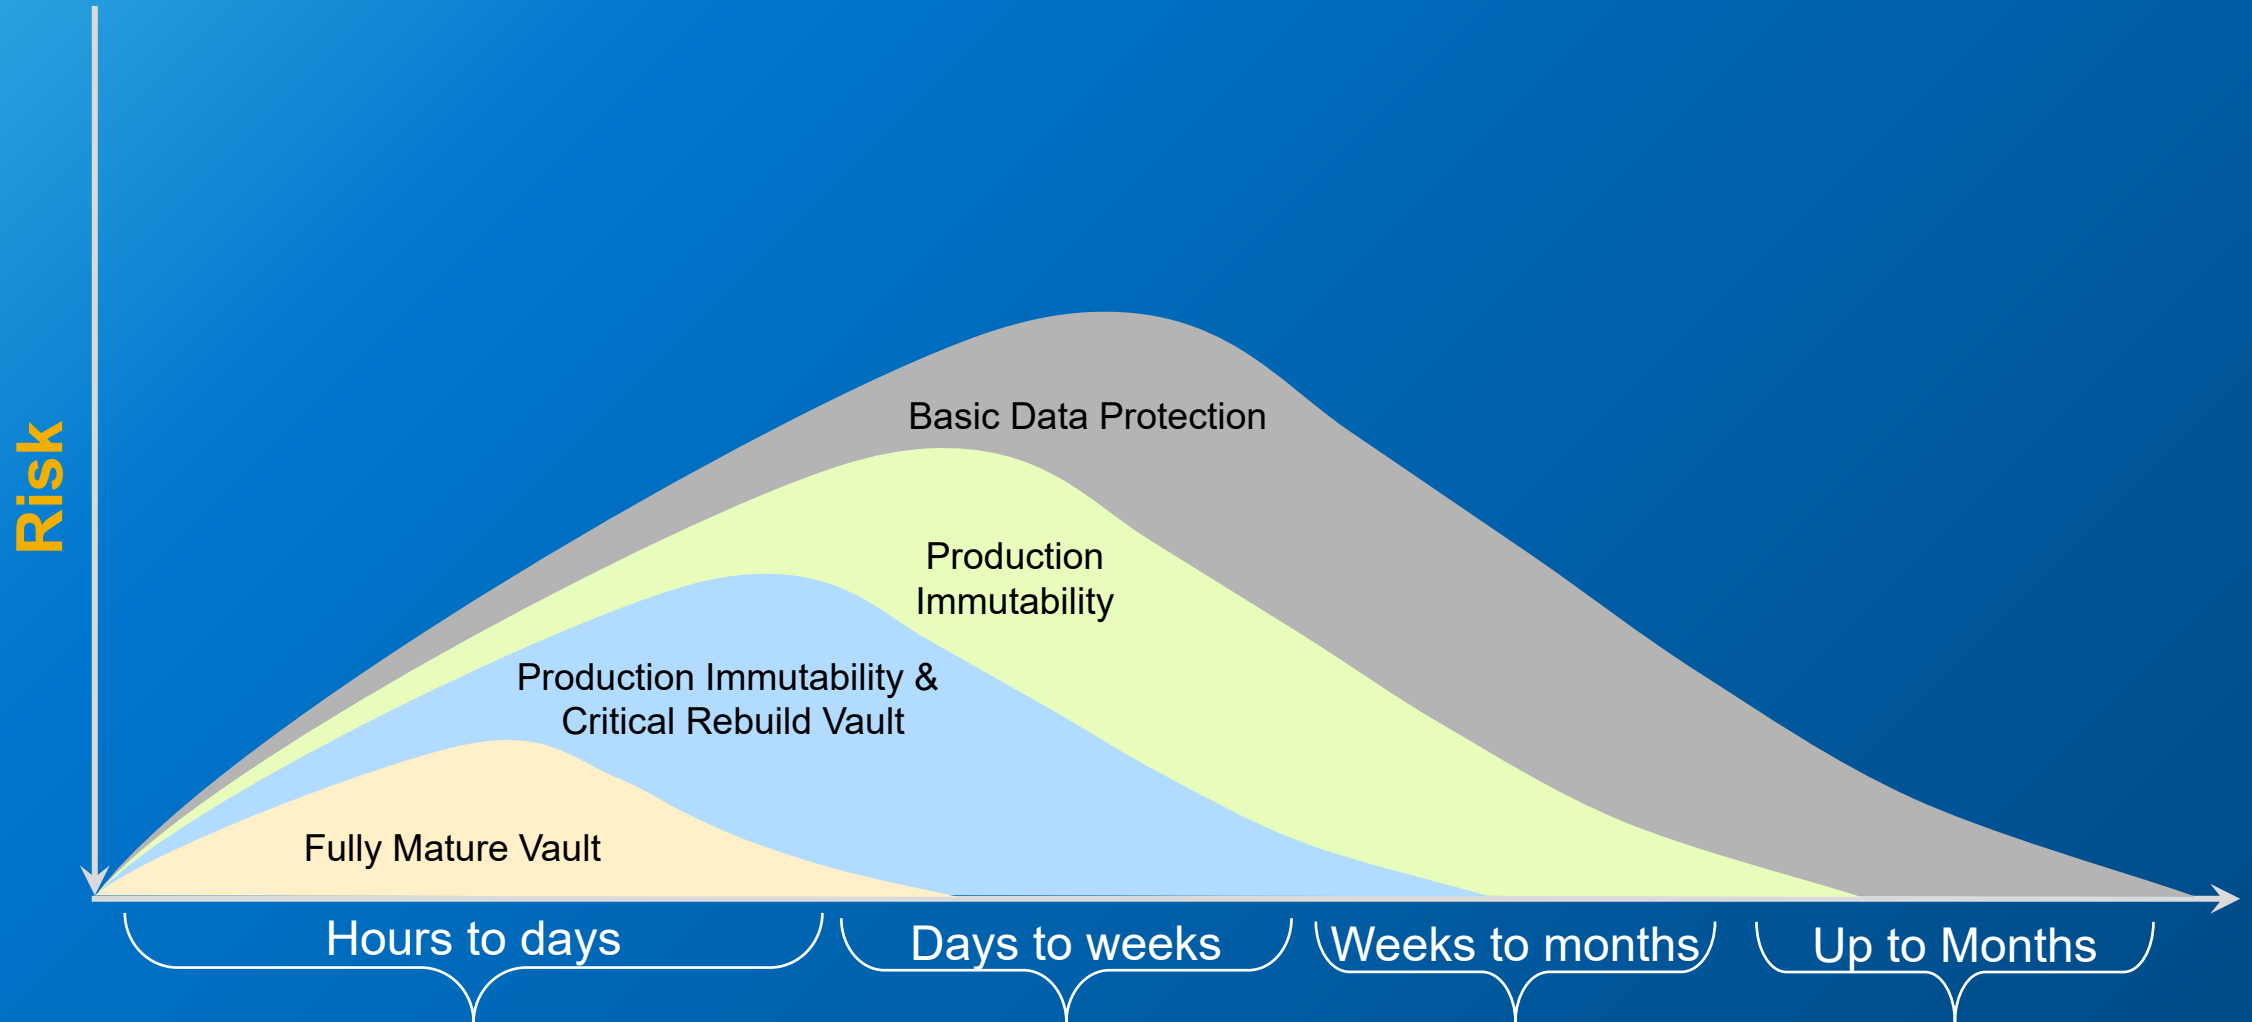 Risk
Basic Data Protection
Production
Immutability
Production Immutability &
Critical Rebuild Vault
Fully Mature Vault
Hours to days
Days to weeks
Weeks to months
Up to Months